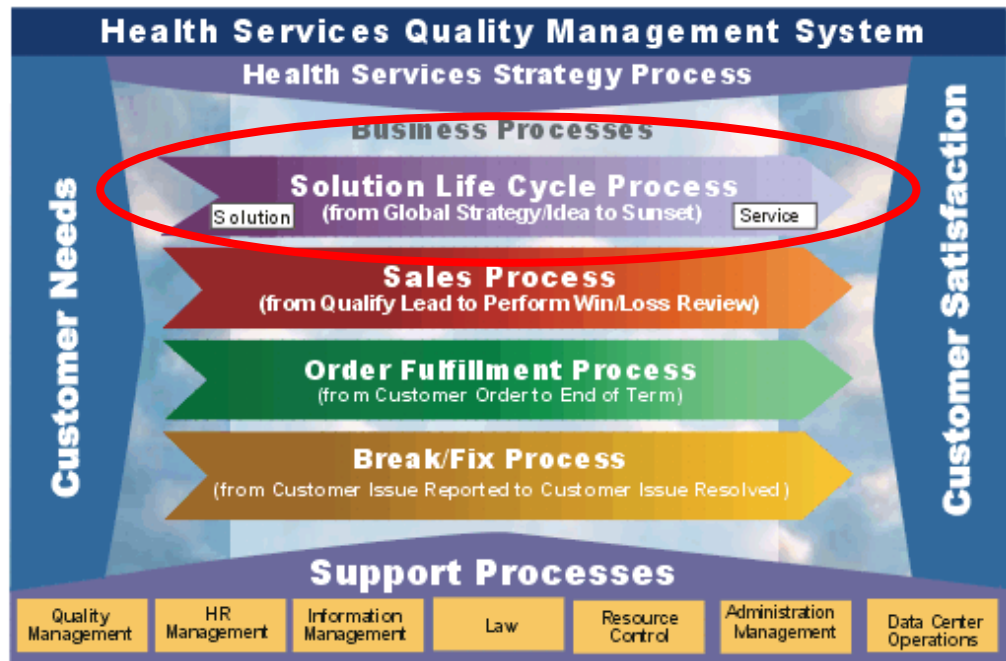 Health Services Quality Management System
Health Services Strategy Process
Business Processes
Customer Needs
Solution Life Cycle Process
(from Global Strategy/Idea to Sunset)
Solution
Service
Sales Process
(from Qualify Lead to Perform Win/Loss Review)
Order Fulfillment Process
(from Customer Order to End of Term)
Break/Fix Process
(from Customer Issue Reported to Customer Issue Resolved)
Customer Satisfaction
Support Processes
Quality
Management
HR
Management
Information
Management
Law
Resource
Control
Administration
Management
Data Center
Operations